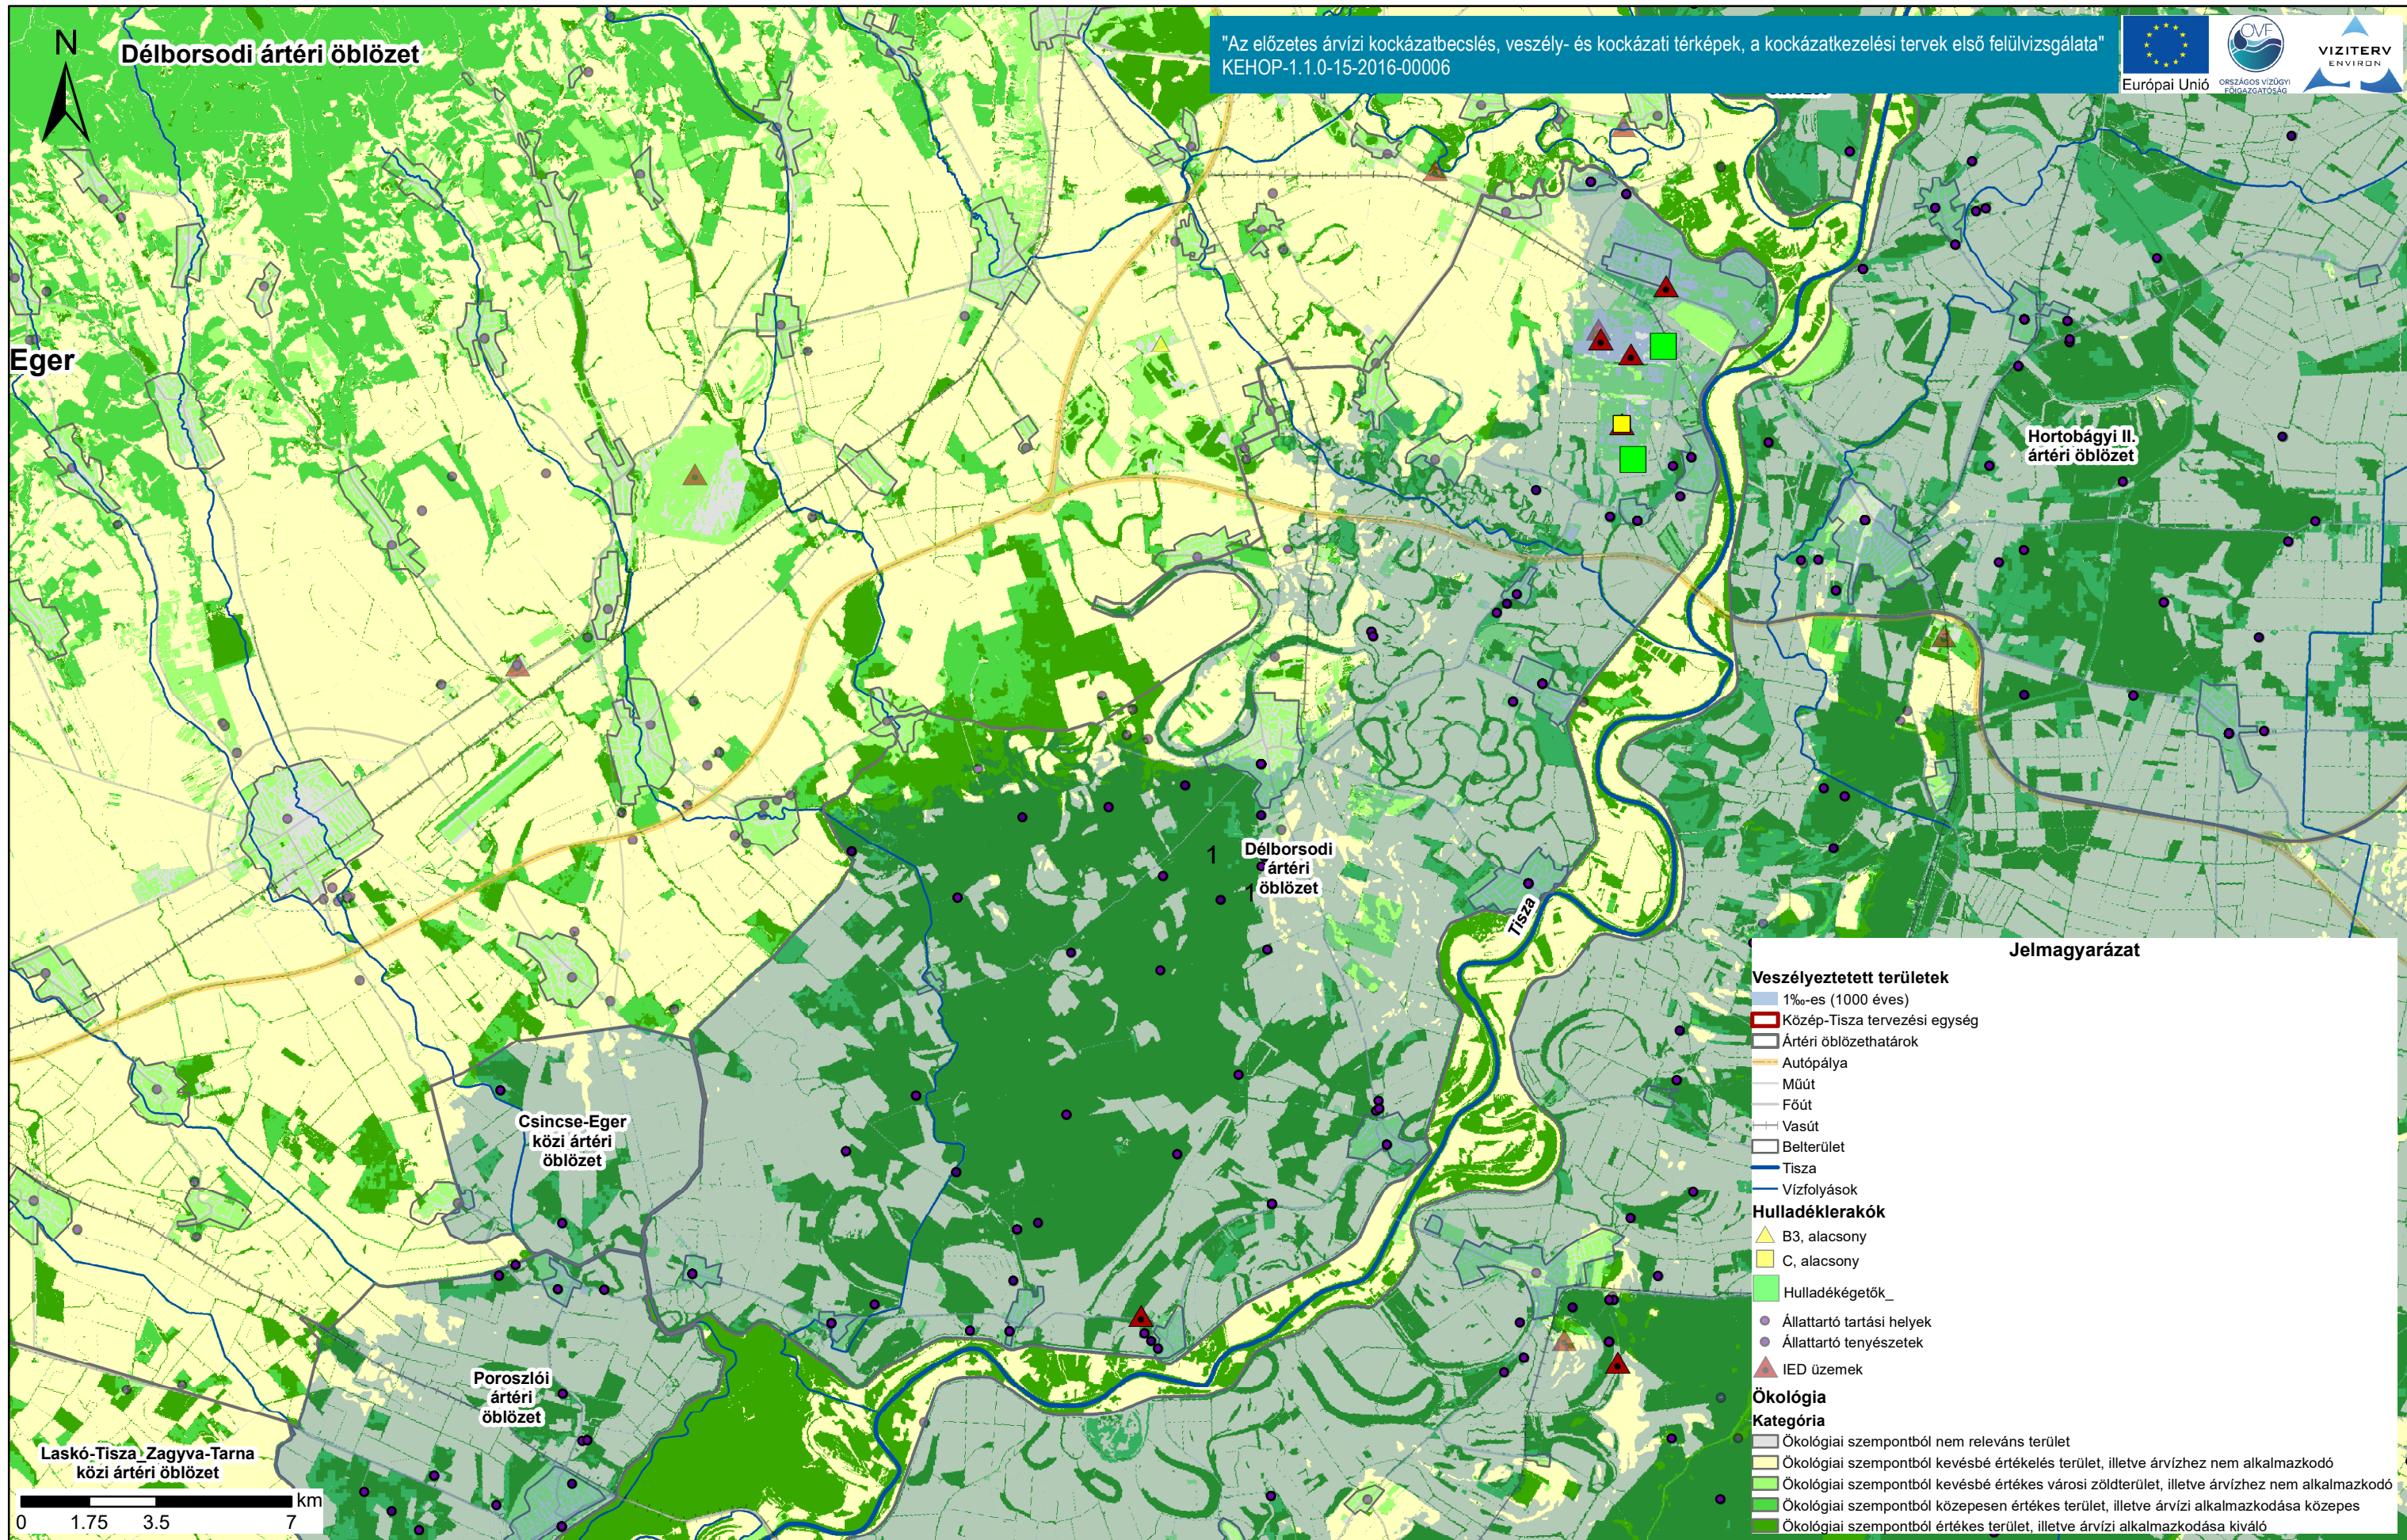 N
Délborsodi ártéri öblözet
"Az előzetes árvízi kockázatbecslés, veszély- és kockázati térképek, a kockázatkezelési tervek első felülvizsgálata"
KEHOP-1.1.0-15-2016-00006
Európai Unió
OVF
ORSZÁGOS VÍZÜGYI
FŐIGAZGATÓSÁG
VIZITERV
ENVIRON
Eger
Hortobágyi II.
ártéri öblözet
1
Délborsodi
ártéri
öblözet
1
Tisza
Csincse-Eger
közi ártéri
öblözet
Poroszlói
ártéri
öblözet
Laskó-Tisza_Zagyva-Tarna
közi ártéri öblözet
km
0 1.75 3.5 7
Jelmagyarázat
Veszélyeztetett területek
1‰-es (1000 éves)
Közép-Tisza tervezési egység
Ártéri öblözethatárok
Autópálya
Műút
Főút
Vasút
Belterület
Tisza
Vízfolyások
Hulladéklerakók
B3, alacsony
C, alacsony
Hulladékégetők_
Állattartó tartási helyek
Állattartó tenyészetek
IED üzemek
Ökológia
Kategória
Ökológiai szempontból nem releváns terület
Ökológiai szempontból kevésbé értékelés terület, illetve árvízhez nem alkalmazkodó
Ökológiai szempontból kevésbé értékes városi zöldterület, illetve árvízhez nem alkalmazkodó
Ökológiai szempontból közepesen értékes terület, illetve árvízi alkalmazkodása közepes
Ökológiai szempontból értékes terület, illetve árvízi alkalmazkodása kiváló